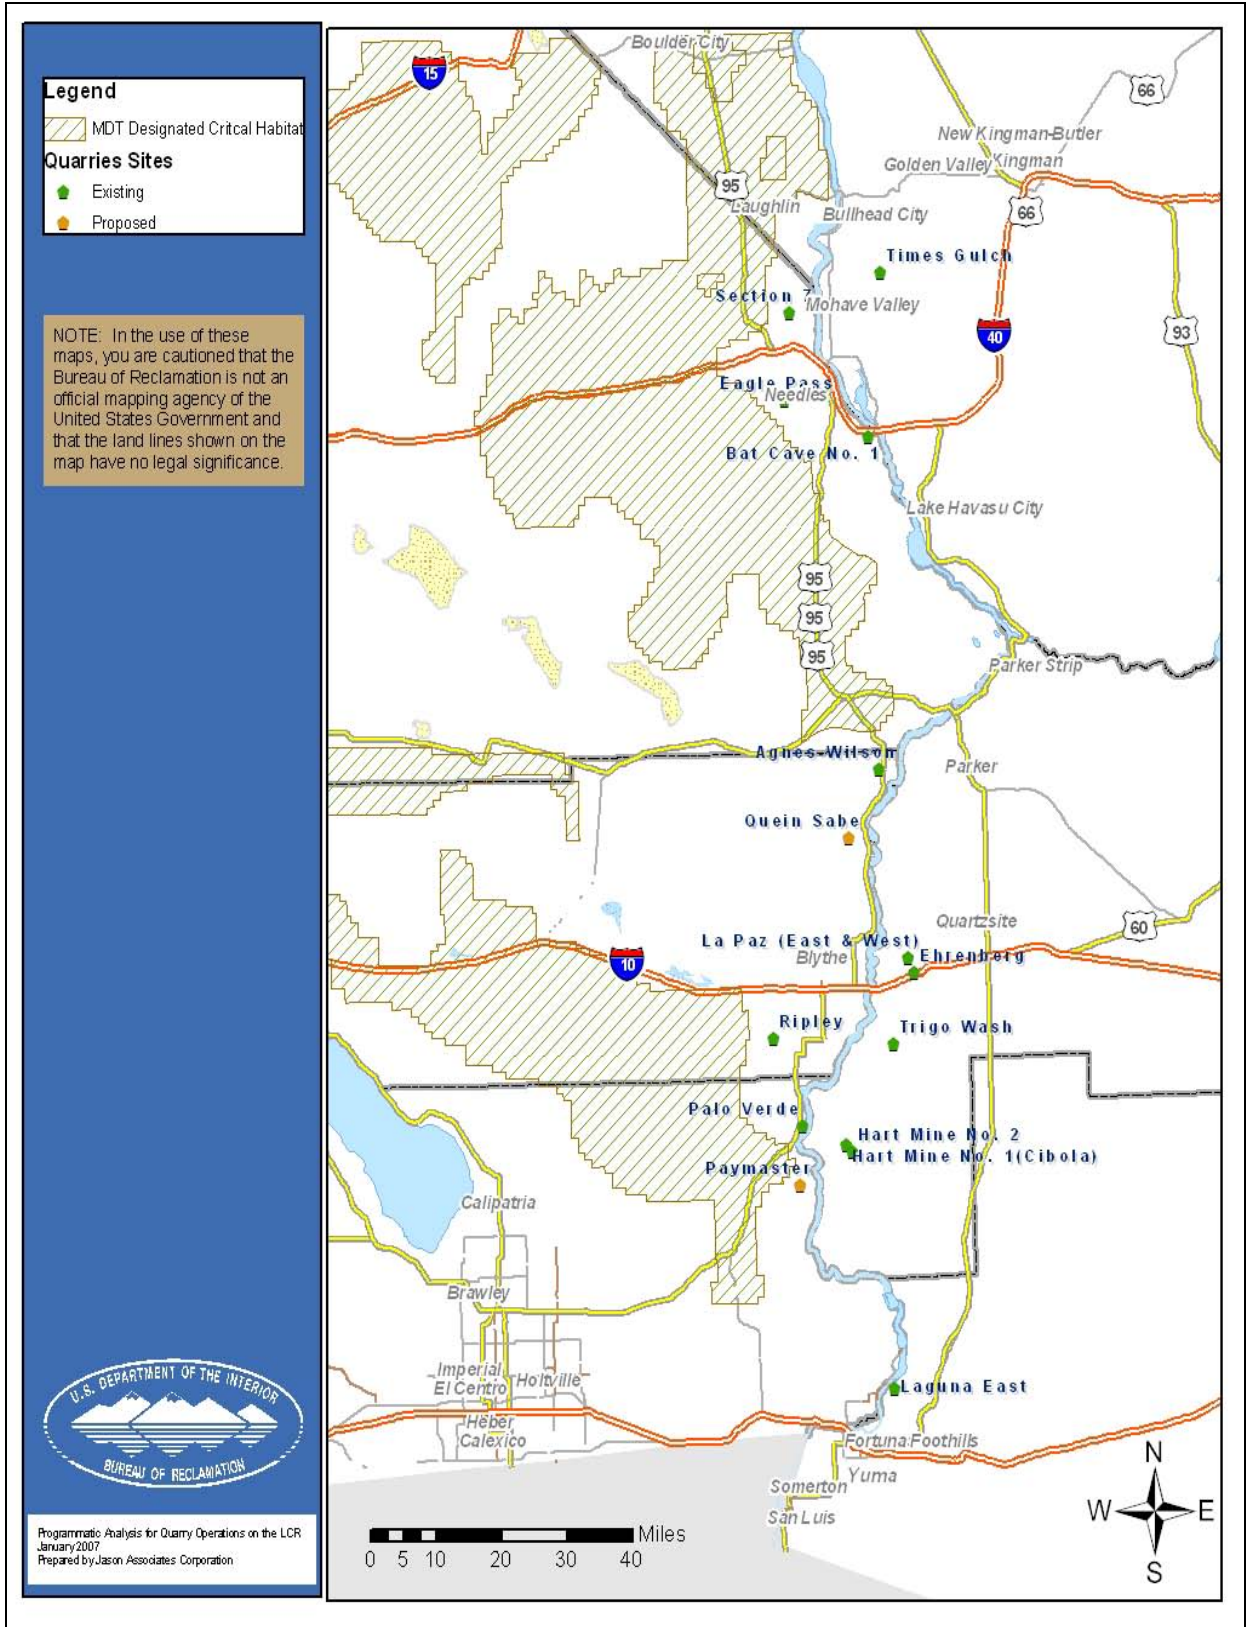 Legend
MDT Designated Critcal Habitat
Quarries Sites
Existing
Proposed
NOTE: In the use of these
maps, you are cautioned that the
Bureau of Reclamation is not an
official mapping agency of the
United States Government and
that the land lines shown on the
map have no legal significance.
U.S. DEPARTMENT OF THE INTERIOR
BUREAU OF RECLAMATION
Programmatic Analysis for Quarry Operations on the LCR
January 2007
Prepared by Jason Associates Corporation
Boulder City
15
66
New Kingman-Butler
Golden Valley
Kingman
95
66
Laughlin
Bullhead City
Times Gulch
Section 7
Mohave Valley
40
93
Eagle Pass
Needles
Bat Cave No. 1
Lake Havasu City
95
95
95
Parker Strip
Agnes-Wilson
Parker
Quein Sabe
Quartzsite
60
La Paz (East & West)
Blythe
Ehrenberg
10
Ripley
Trigo Wash
Palo Verde
Hart Mine No. 2
Hart Mine No. 1(Cibola)
Paymaster
Calipatria
Brawley
Imperial
El Centro
Holtville
Laguna East
Heber
Calexico
Fortuna Foothills
Yuma
Somerton
San Luis
N
W E
S
Miles
0 5 10 20 30 40